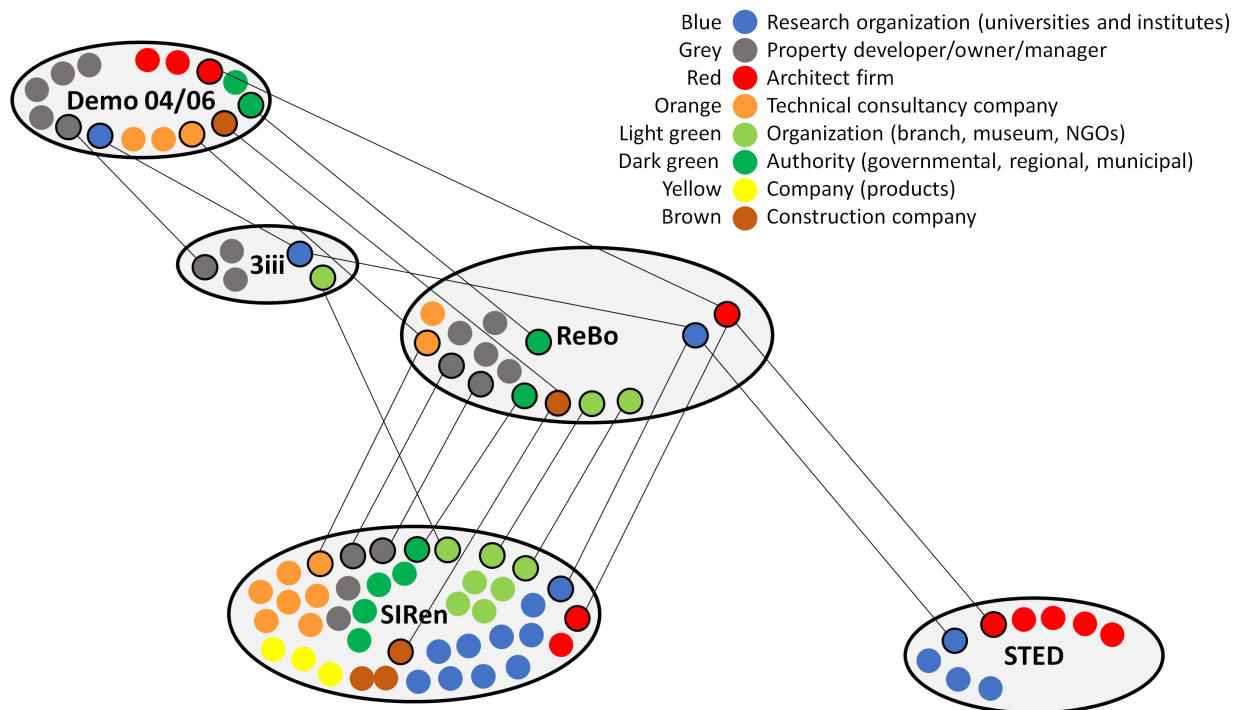 Blue Research organization (universities and institutes)
Grey Property developer/owner/manager
Red Architect firm
Orange Technical consultancy company
Light green Organization (branch, museum, NGOs)
Dark green Authority (governmental, regional, municipal)
Yellow Company (products)
Brown Construction company
Demo 04/06
3iii
ReBo
SIRen
STED